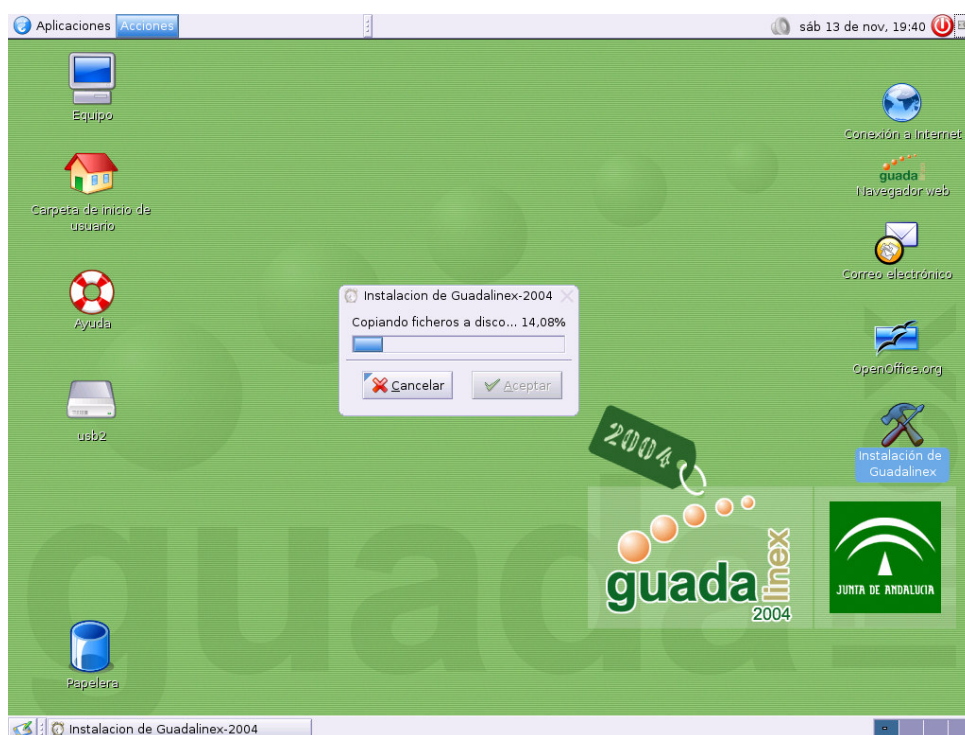 Aplicaciones Acciones
sáb 13 de nov, 19:40
Equipo
Carpeta de inicio de
usuario
Ayuda
usb2
Papelera
Instalacion de Guadalinex-2004
Copiando ficheros a disco... 14,08%
Cancelar
Aceptar
Conexión a Internet
guada
Navegador web
Correo electrónico
OpenOffice.org
Instalación de
Guadalinex
2004
guada
linex
2004
JUNTA DE ANDALUCIA
guadalinex
Instalacion de Guadalinex-2004